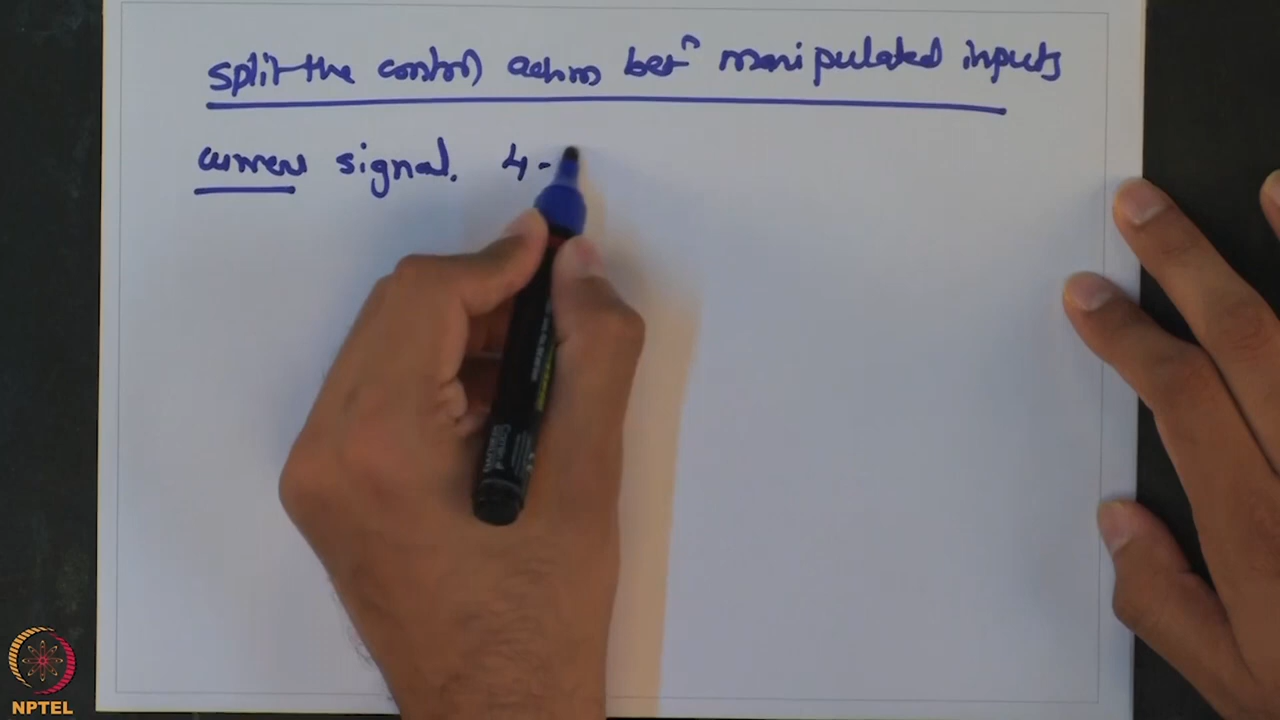 split the control action betn manipulated inputs
current signal. 4-
NPTEL